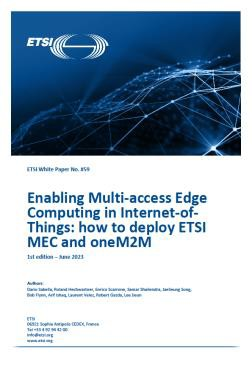 ETSI
ETSI White Paper No. #59
Enabling Multi-access Edge
Computing in Internet-of-
Things: how to deploy ETSI
MEC and oneM2M
1st edition – June 2023
Authors:
Dario Sabella, Roland Hechwartner, Enrico Scarrone, Samar Shailendra, JaeSeung Song,
Bob Flynn, Arif Ishaq, Laurent Velez, Robert Gazda, Lee Jieun
ETSI
06921 Sophia Antipolis CEDEX, France
Tel +33 4 92 94 42 00
info@etsi.org
www.etsi.org